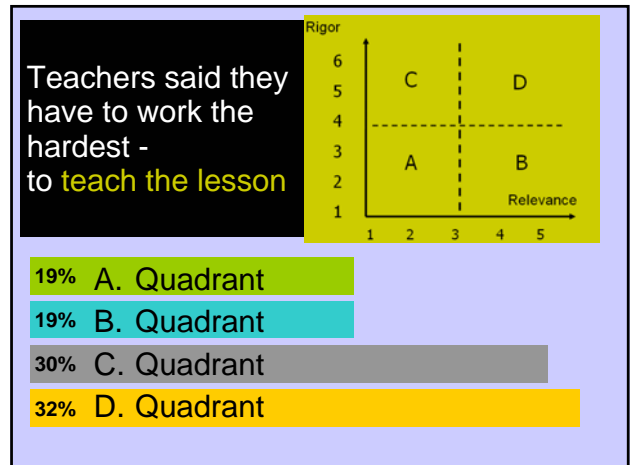 Teachers said they
have to work the
hardest -
to teach the lesson
Rigor
6
5
4
3
2
1
C
D
A
B
Relevance
1 2 3 4 5
19% A. Quadrant
19% B. Quadrant
30% C. Quadrant
32% D. Quadrant